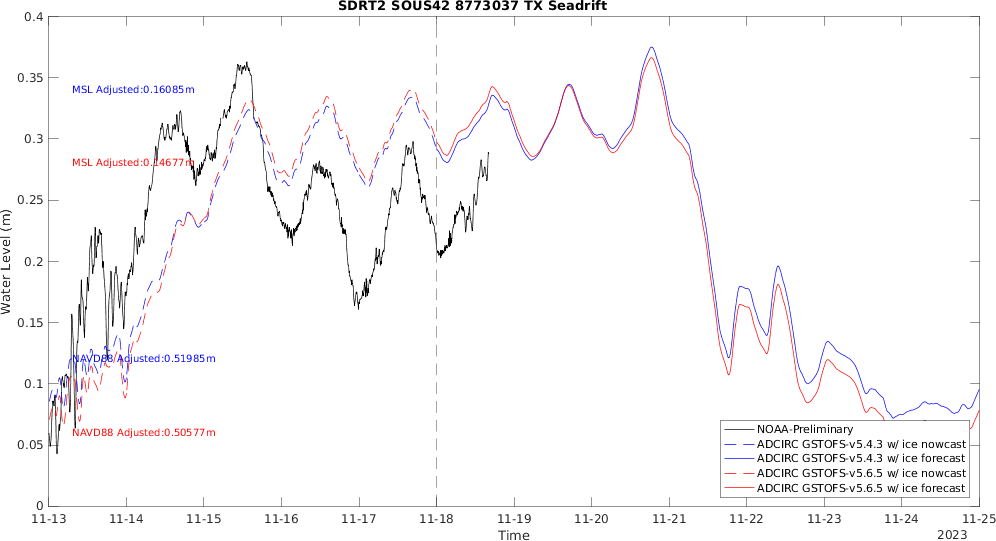 SDRT2 SOUS42 8773037 TX Seadrift
0.4
0.35
0.3
0.25
0.2
0.15
0.1
0.05
0
Water Level (m)
MSL Adjusted:0.16085m
MSL Adjusted:0.14677m
NAVD88 Adjusted:0.51985m
NAVD88 Adjusted:0.50577m
NOAA-Preliminary
ADCIRC GSTOFS-v5.4.3 w/ ice nowcast
ADCIRC GSTOFS-v5.4.3 w/ ice forecast
ADCIRC GSTOFS-v5.6.5 w/ ice nowcast
ADCIRC GSTOFS-v5.6.5 w/ ice forecast
11-13 11-14 11-15 11-16 11-17 11-18 11-19 11-20 11-21 11-22 11-23 11-24 11-25
Time
2023